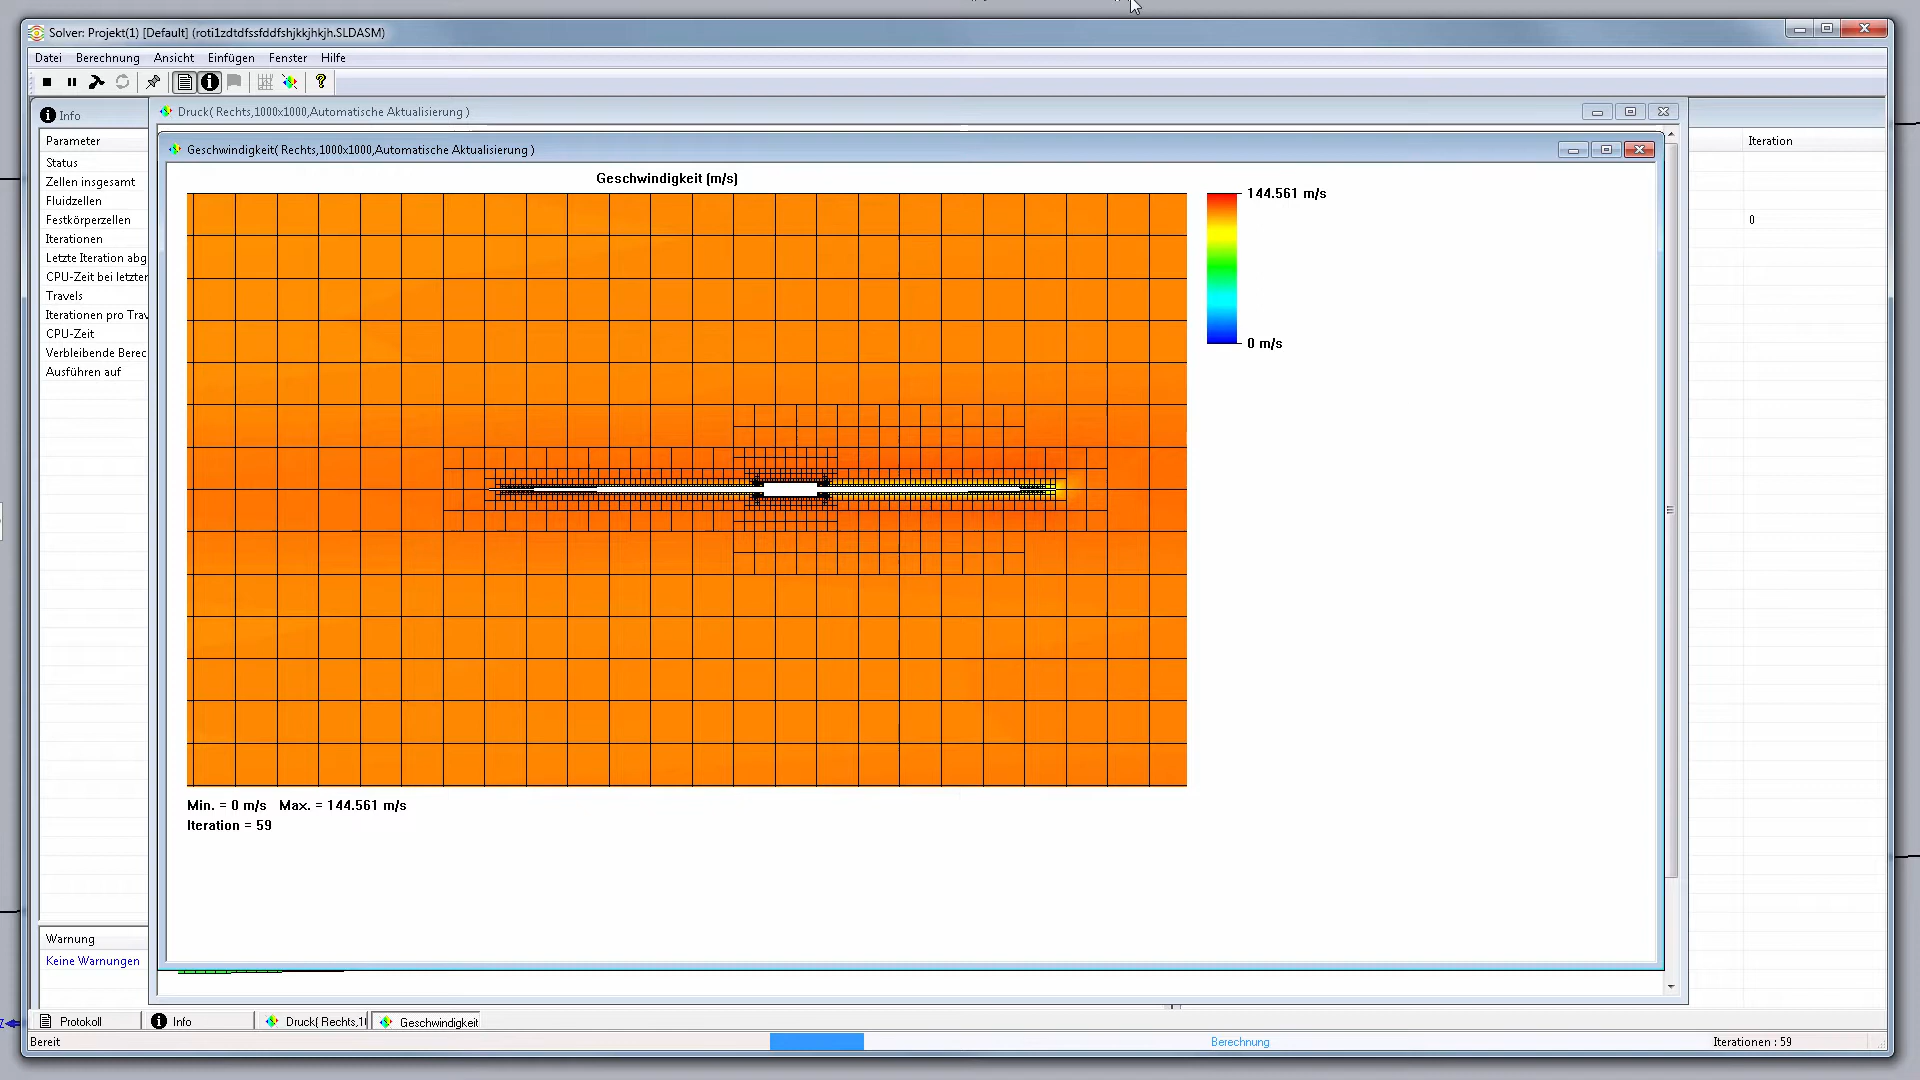 Solver: Projekt(1) [Default] (roti1zdtdfssfddfshjkkjhkjh.SLDASM)
Datei Berechnung Ansicht Einfügen Fenster Hilfe
Info
Druck( Rechts,1000x1000,Automatische Aktualisierung )
Parameter
Iteration
Geschwindigkeit( Rechts,1000x1000,Automatische Aktualisierung )
Status
Zellen insgesamt
Fluidzellen
Festkörperzellen
0
Iterationen
Letzte Iteration abg
CPU-Zeit bei letzter
Travels
Iterationen pro Trav
CPU-Zeit
Verbleibende Berec
Ausführen auf
Geschwindigkeit (m/s)
144.561 m/s
0 m/s
Min. = 0 m/s Max. = 144.561 m/s
Iteration = 59
Warnung
Keine Warnungen
Z
Protokoll Info Druck( Rechts,1 Geschwindigkeit
Bereit Berechnung Iterationen : 59